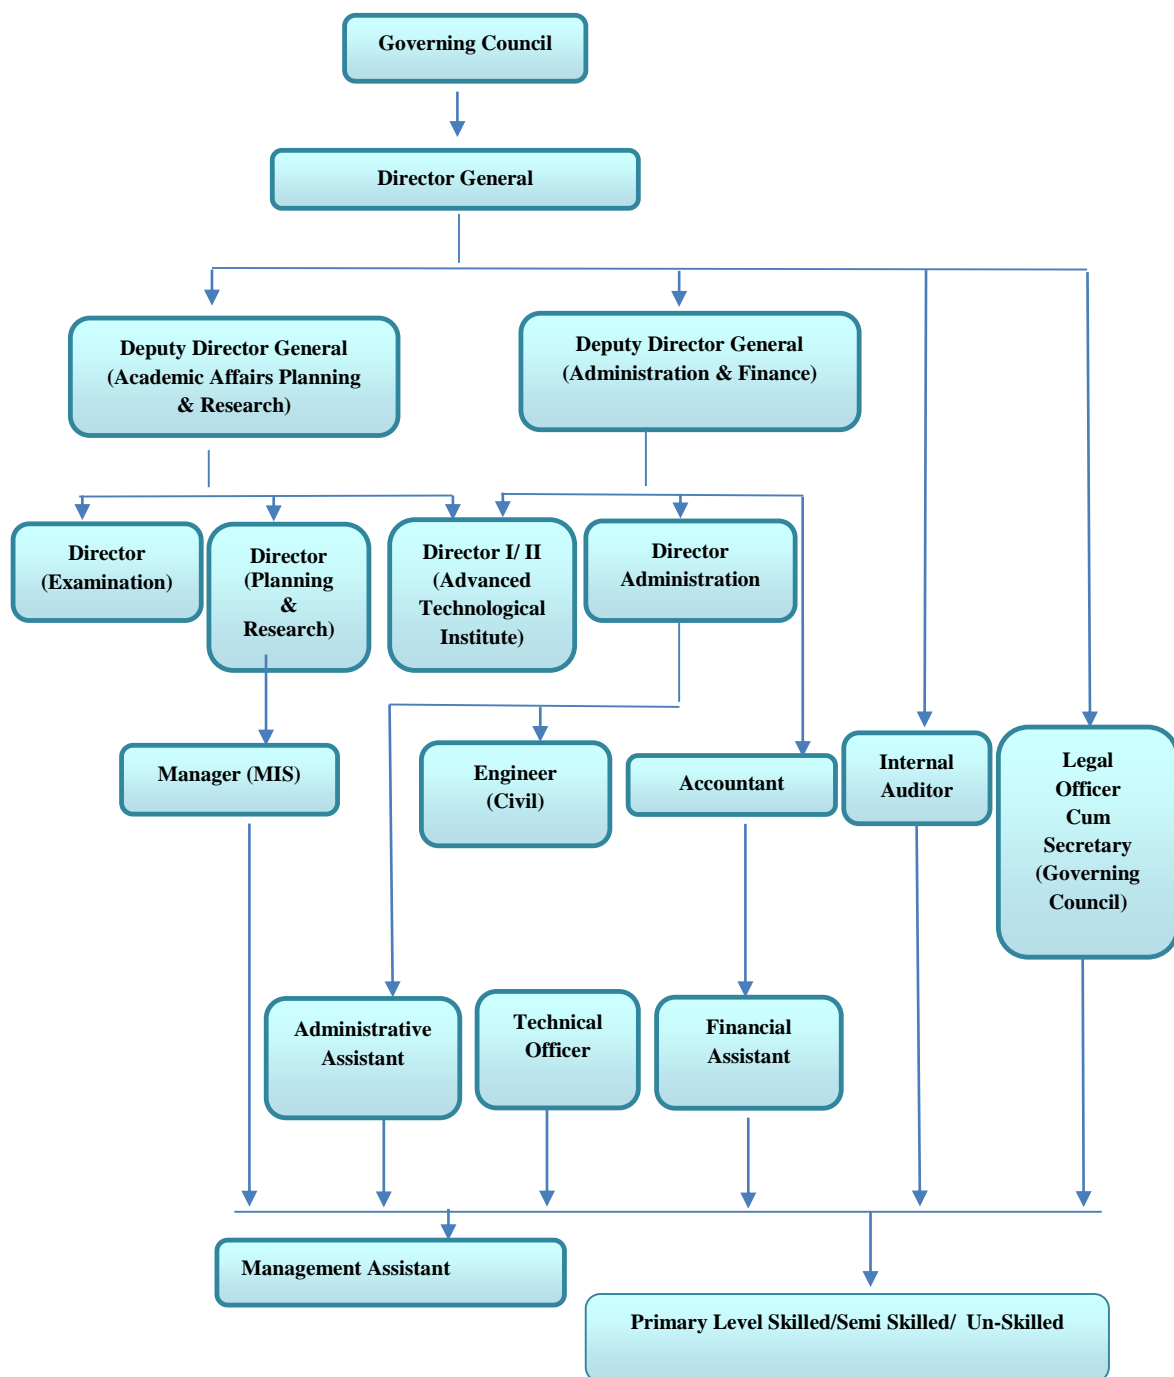 Governing Council
Director General
Deputy Director General
(Academic Affairs Planning
& Research)
Deputy Director General
(Administration & Finance)
Director
(Examination)
Director
(Planning
&
Research)
Director I/ II
(Advanced
Technological
Institute)
Director
Administration
Manager (MIS)
Engineer
(Civil)
Accountant
Internal
Auditor
Legal
Officer
Cum
Secretary
(Governing
Council)
Administrative
Assistant
Technical
Officer
Financial
Assistant
Management Assistant
Primary Level Skilled/Semi Skilled/ Un-Skilled